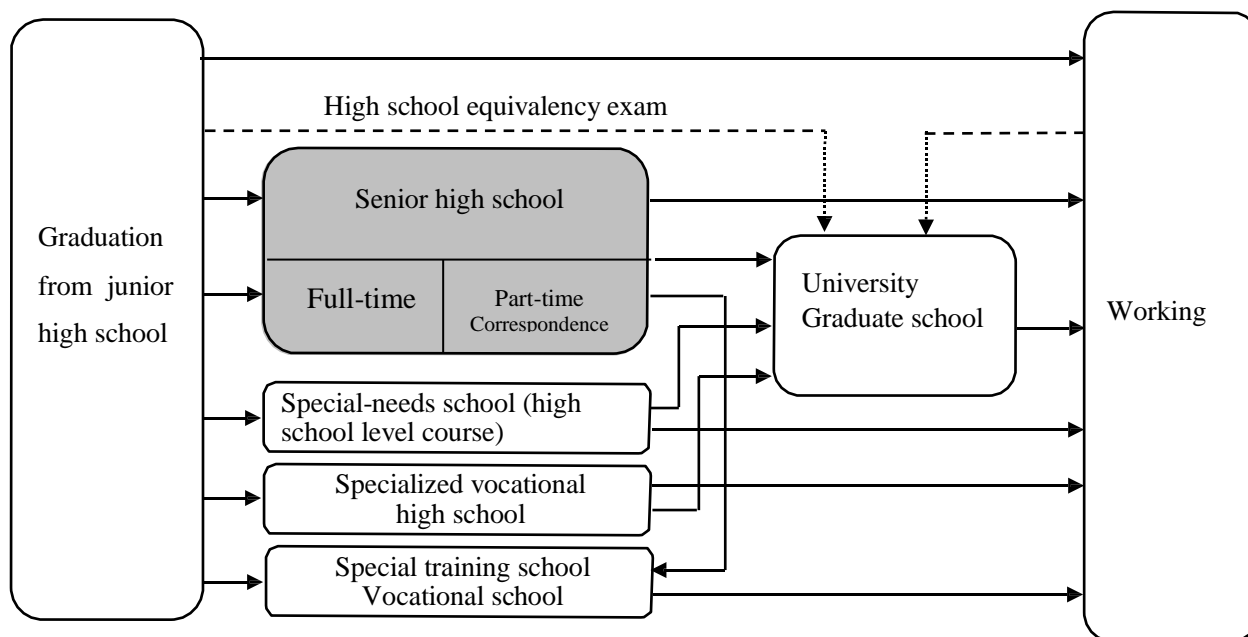 High school equivalency exam
Senior high school
Graduation
from junior
high school
Full-time
Part-time
Correspondence
University
Graduate school
Working
Special-needs school (high
school level course)
Specialized vocational
high school
Special training school
Vocational school